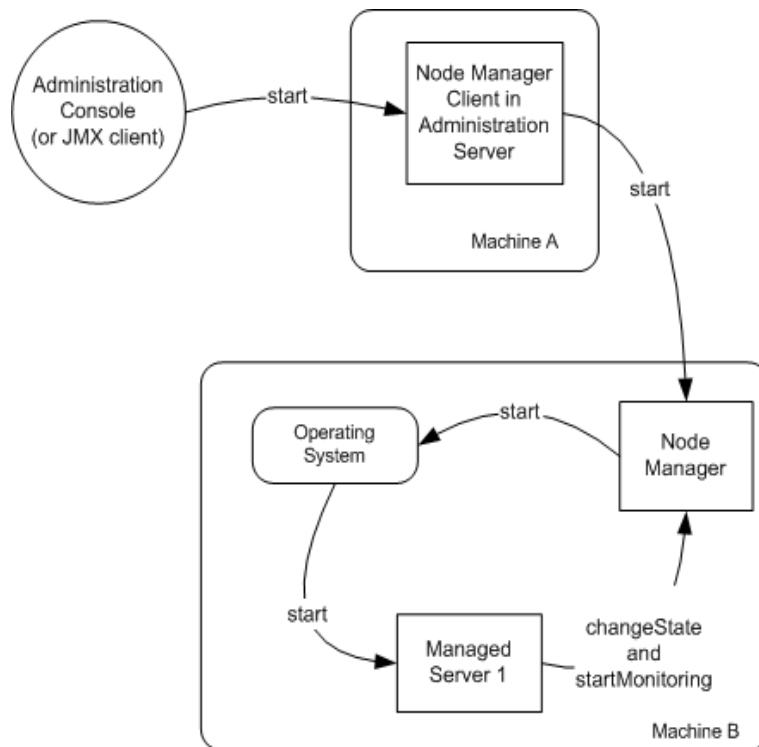 Administration
Console
(or JMX client)
start
Node Manager
Client in
Administration
Server
Machine A
start
Node
Manager
start
Operating
System
start
Managed
Server 1
changeState
and
startMonitoring
Machine B